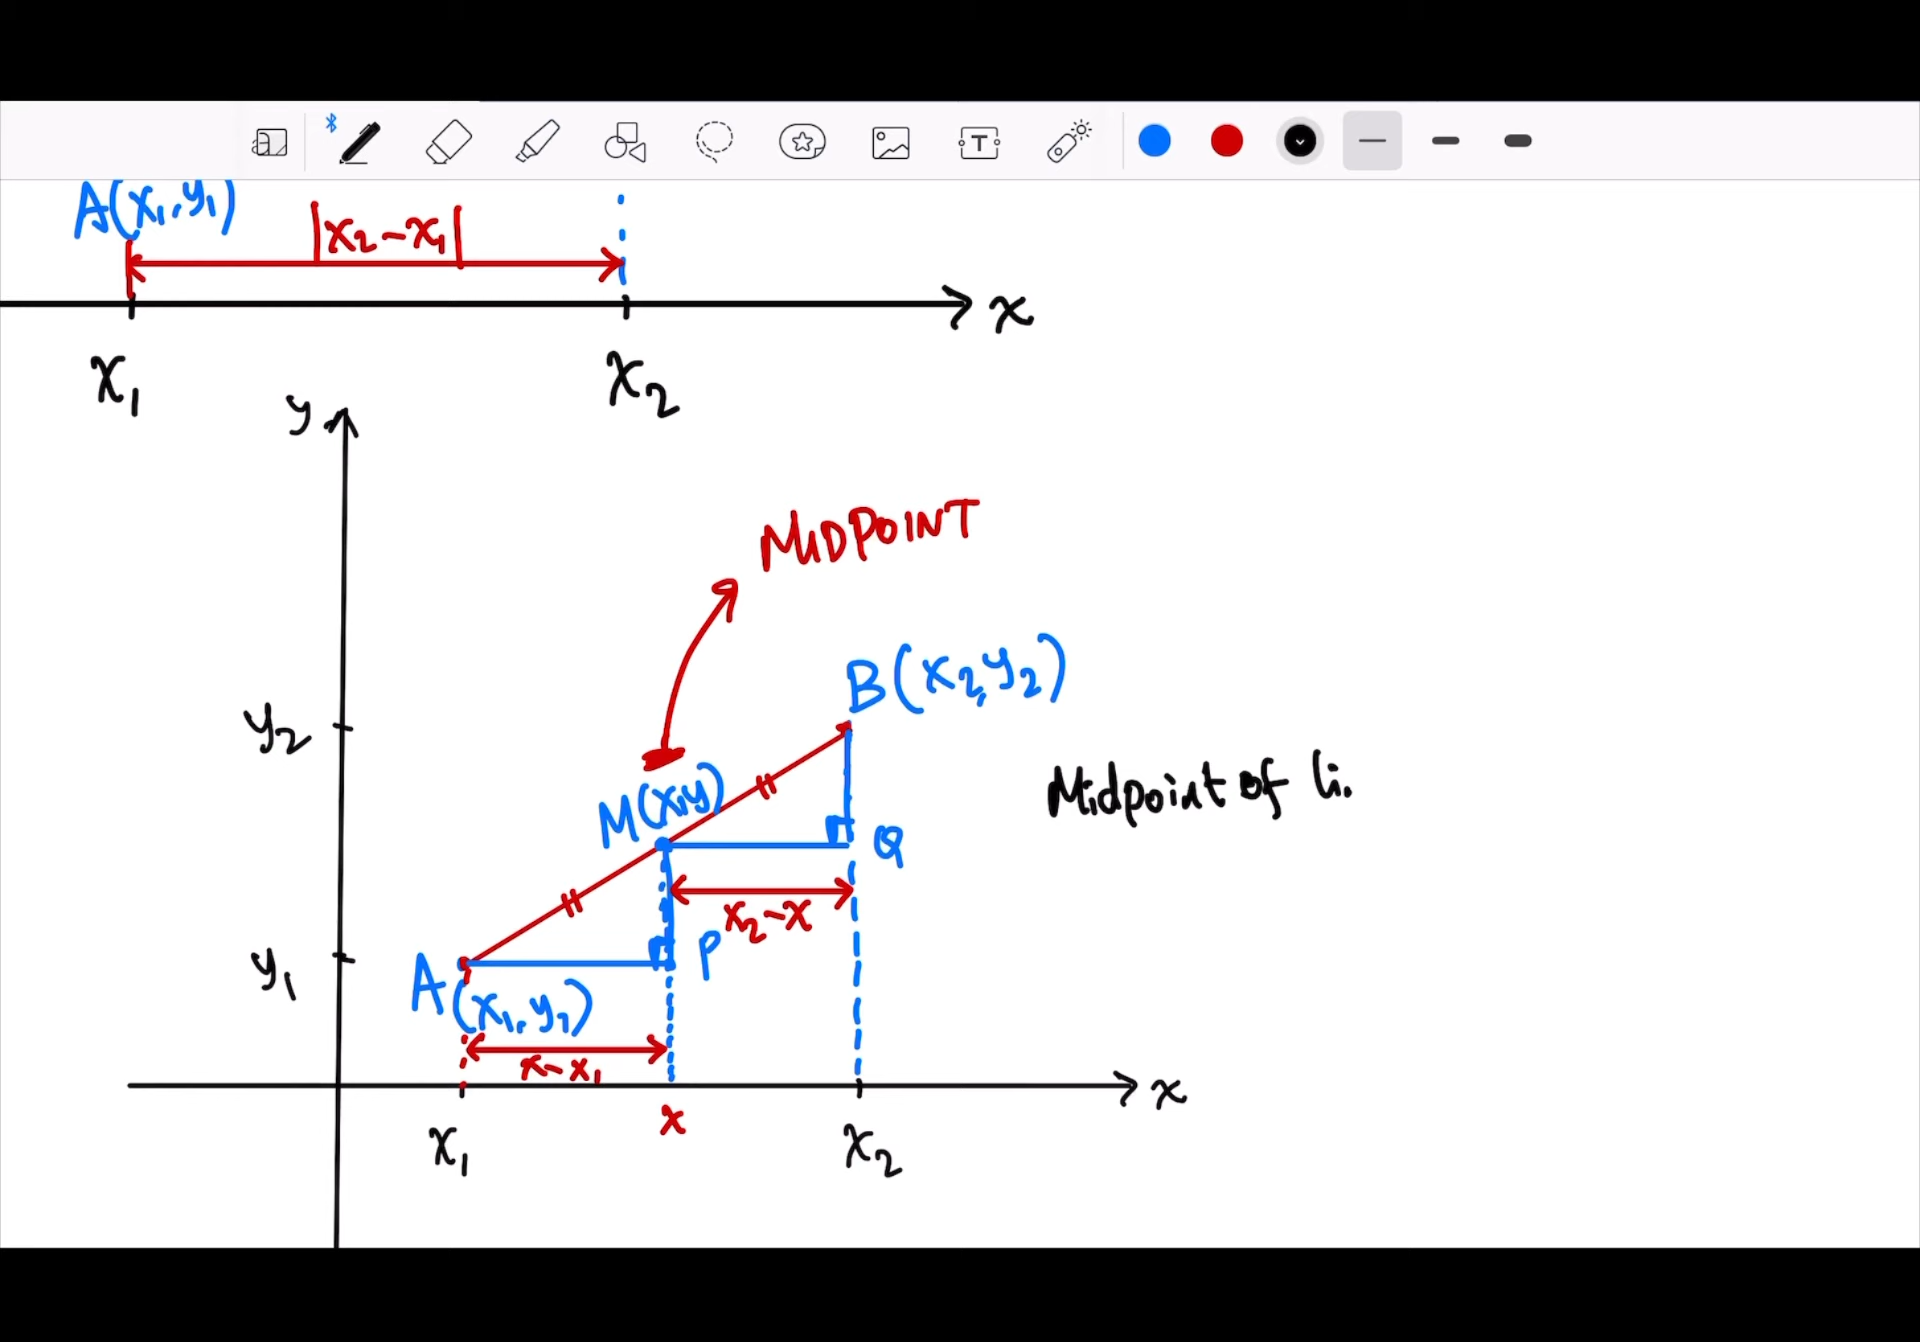 A(x₁, y₁)
|x₂-x₁|
x
x₁
x₂
y
MIDPOINT
B(x₂, y₂)
y₂
M(x,y)
Midpoint of li.
Q
x₂-x
P
y₁
A(x₁, y₁)
x-x₁
x
x
x₁
x₂